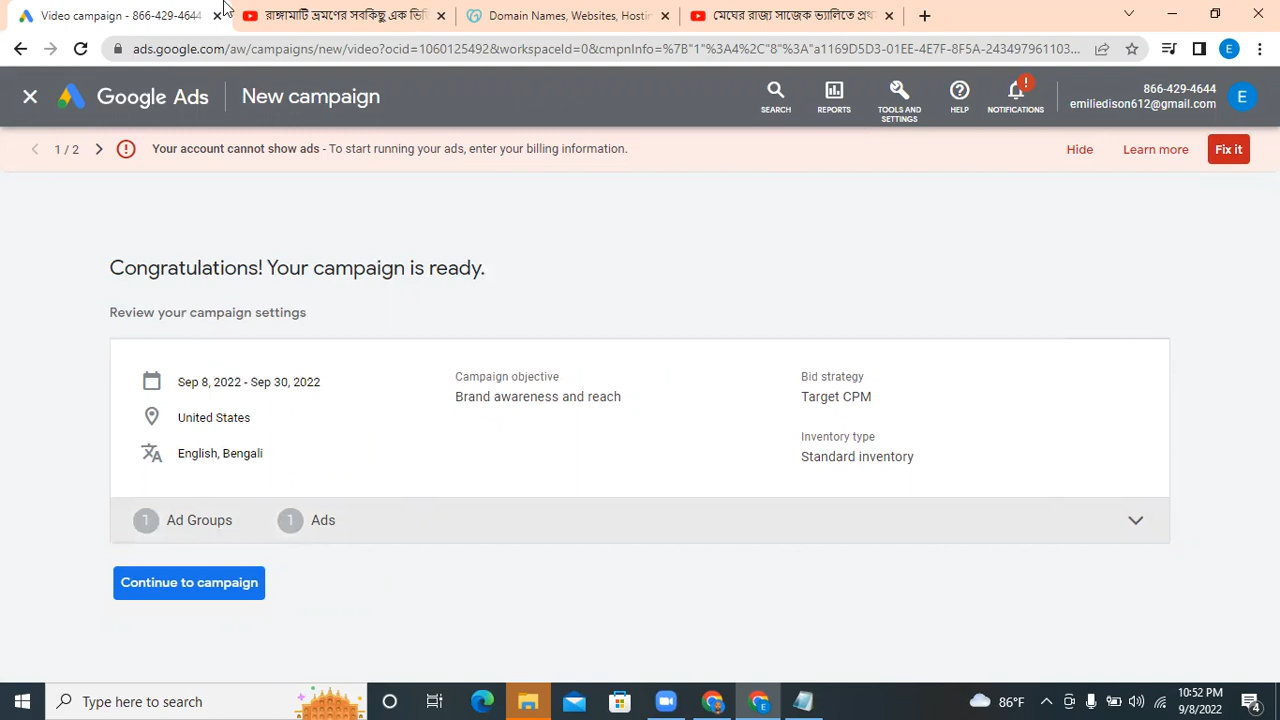 Video campaign - 866-429-4644
রাঙ্গামাটি ভ্রমণের সবকিছু এক ভিডি
Domain Names, Websites, Hostin
মেঘের রাজ্য সাজেক ভ্যালিতে প্রথ
ads.google.com/aw/campaigns/new/video?ocid=1060125492&workspaceId=0&cmpnInfo=%7B"1"%3A4%2C"8"%3A"a1169D5D3-01EE-4E7F-8F5A-243497961103...
E
Google Ads
New campaign
SEARCH
REPORTS
TOOLS AND SETTINGS
HELP
NOTIFICATIONS
866-429-4644
emiliedison612@gmail.com
E
1 / 2
Your account cannot show ads - To start running your ads, enter your billing information.
Hide
Learn more
Fix it
Congratulations! Your campaign is ready.
Review your campaign settings
Sep 8, 2022 - Sep 30, 2022
United States
English, Bengali
Campaign objective
Brand awareness and reach
Bid strategy
Target CPM
Inventory type
Standard inventory
1 Ad Groups
1 Ads
Continue to campaign
Type here to search
86°F
10:52 PM
9/8/2022
4